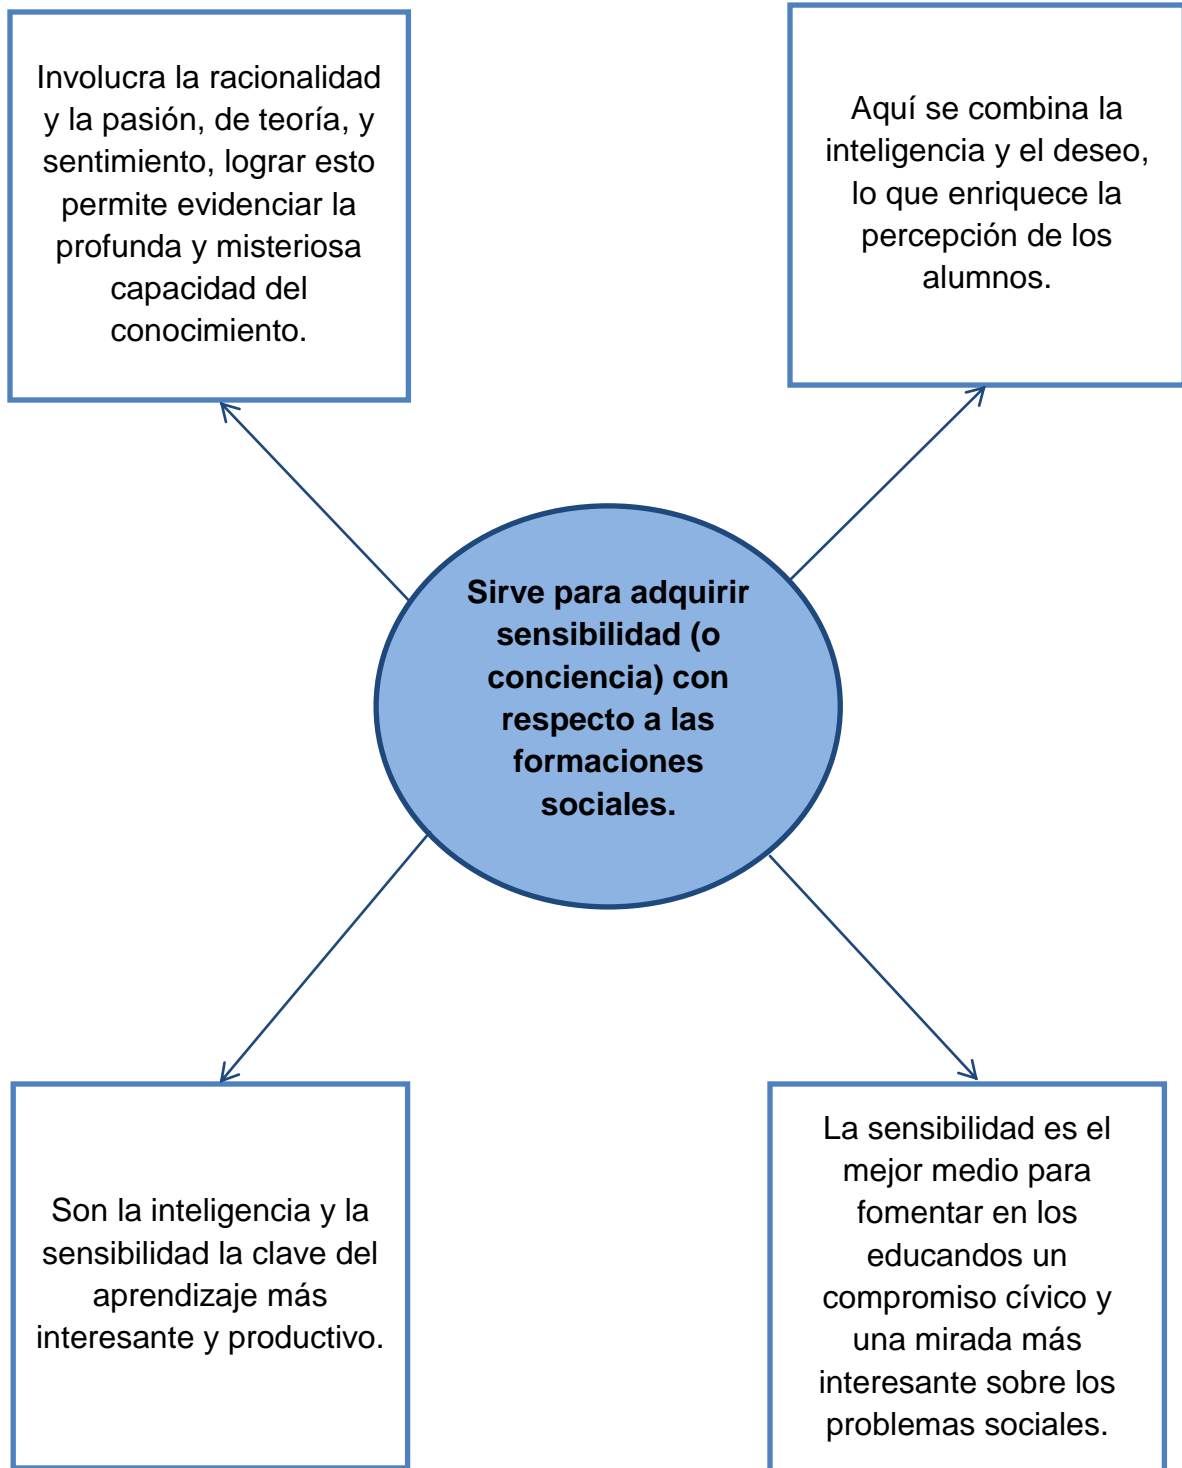 Involucra la racionalidad
y la pasión, de teoría, y
sentimiento, lograr esto
permite evidenciar la
profunda y misteriosa
capacidad del
conocimiento.
Aquí se combina la
inteligencia y el deseo,
lo que enriquece la
percepción de los
alumnos.
Sirve para adquirir
sensibilidad (o
conciencia) con
respecto a las
formaciones
sociales.
Son la inteligencia y la
sensibilidad la clave del
aprendizaje más
interesante y productivo.
La sensibilidad es el
mejor medio para
fomentar en los
educandos un
compromiso cívico y
una mirada más
interesante sobre los
problemas sociales.